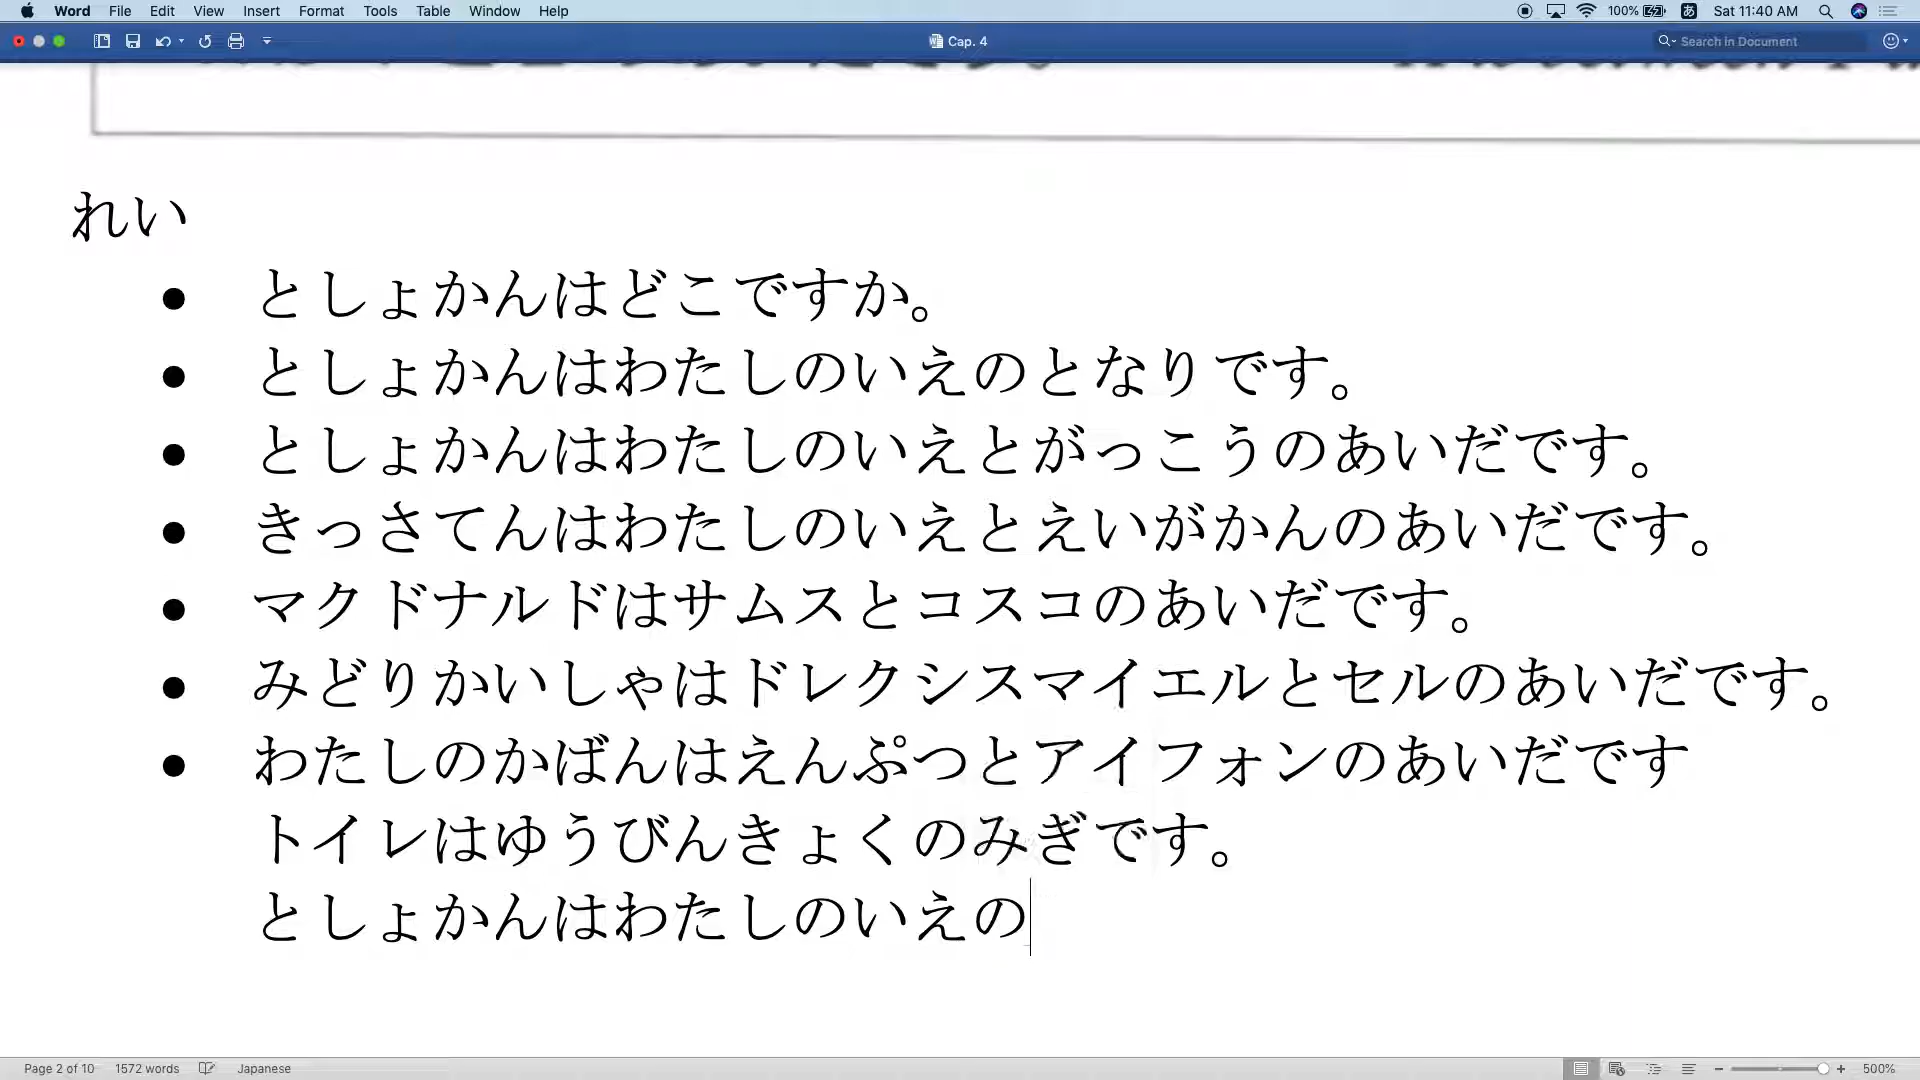 Word File Edit View Insert Format Tools Table Window Help 100% あ Sat 11:40 AM
Cap. 4 Search in Document
れい
● としょかんはどこですか。
● としょかんはわたしのいえのとなりです。
● としょかんはわたしのいえとがっこうのあいだです。
● きっさてんはわたしのいえとえいがかんのあいだです。
● マクドナルドはサムスとコスコのあいだです。
● みどりかいしゃはドレクシスマイエルとセルのあいだです。
● わたしのかばんはえんぷつとアイフォンのあいだです
トイレはゆうびんきょくのみぎです。
としょかんはわたしのいえの
Page 2 of 10 1572 words Japanese 500%